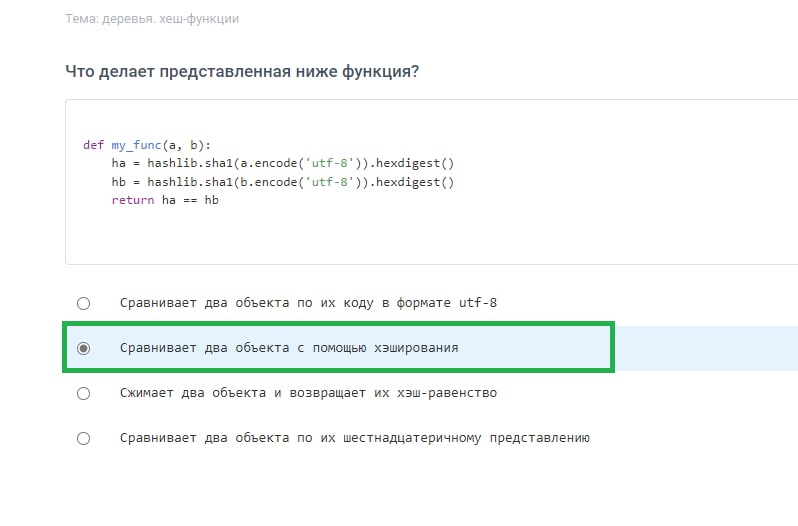 Тема: деревья. хеш-функции
Что делает представленная ниже функция?
def my_func(a, b):
    ha = hashlib.sha1(a.encode('utf-8')).hexdigest()
    hb = hashlib.sha1(b.encode('utf-8')).hexdigest()
    return ha == hb
Сравнивает два объекта по их коду в формате utf-8
Сравнивает два объекта с помощью хэширования
Сжимает два объекта и возвращает их хэш-равенство
Сравнивает два объекта по их шестнадцатеричному представлению